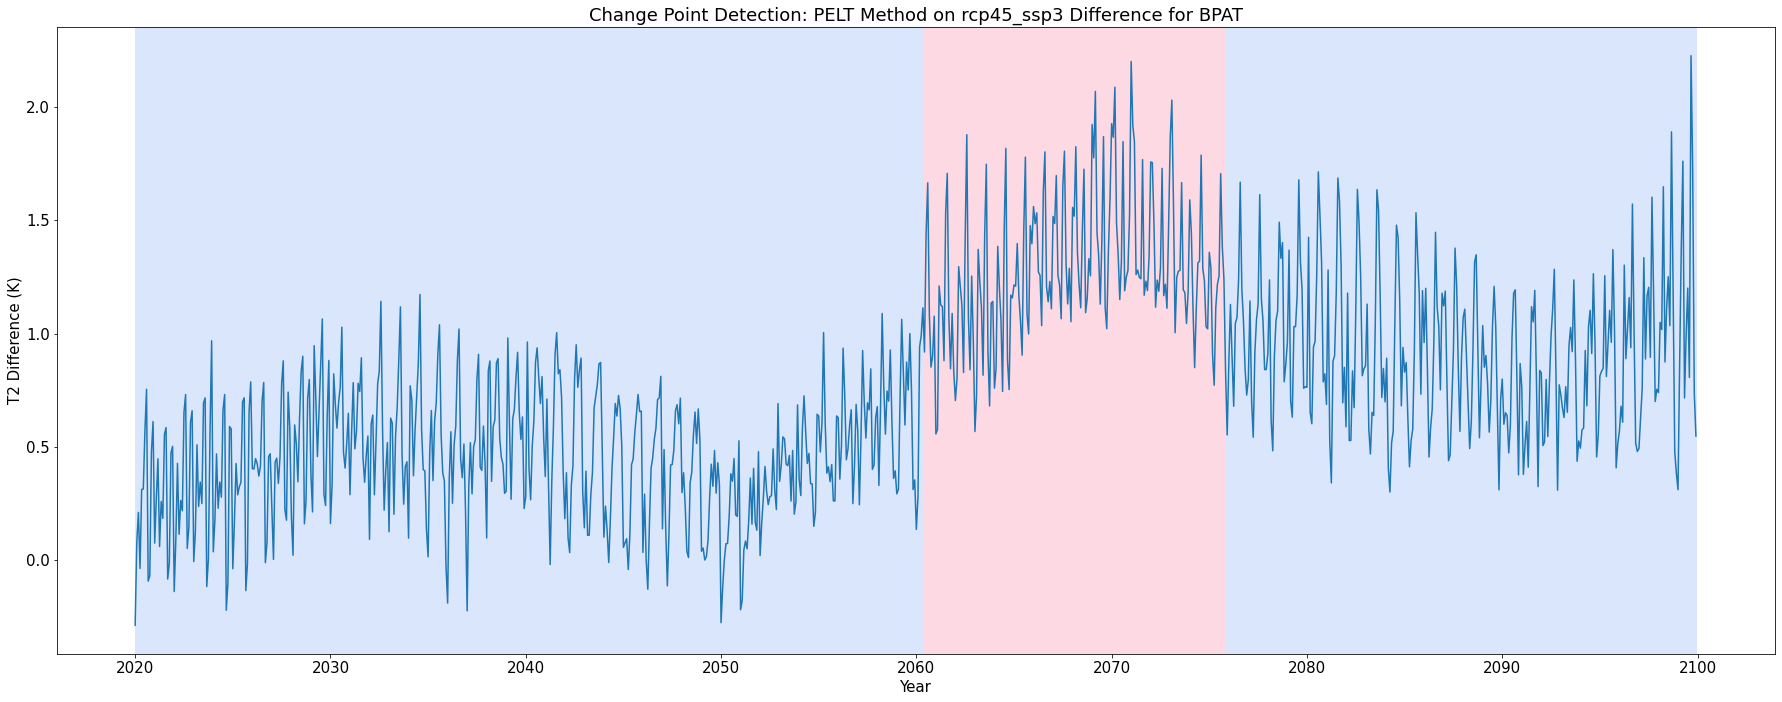 Change Point Detection: PELT Method on rcp45_ssp3 Difference for BPAT
T2 Difference (K)
2.0
1.5
1.0
0.5
0.0
2020 2030 2040 2050 2060 2070 2080 2090 2100
Year